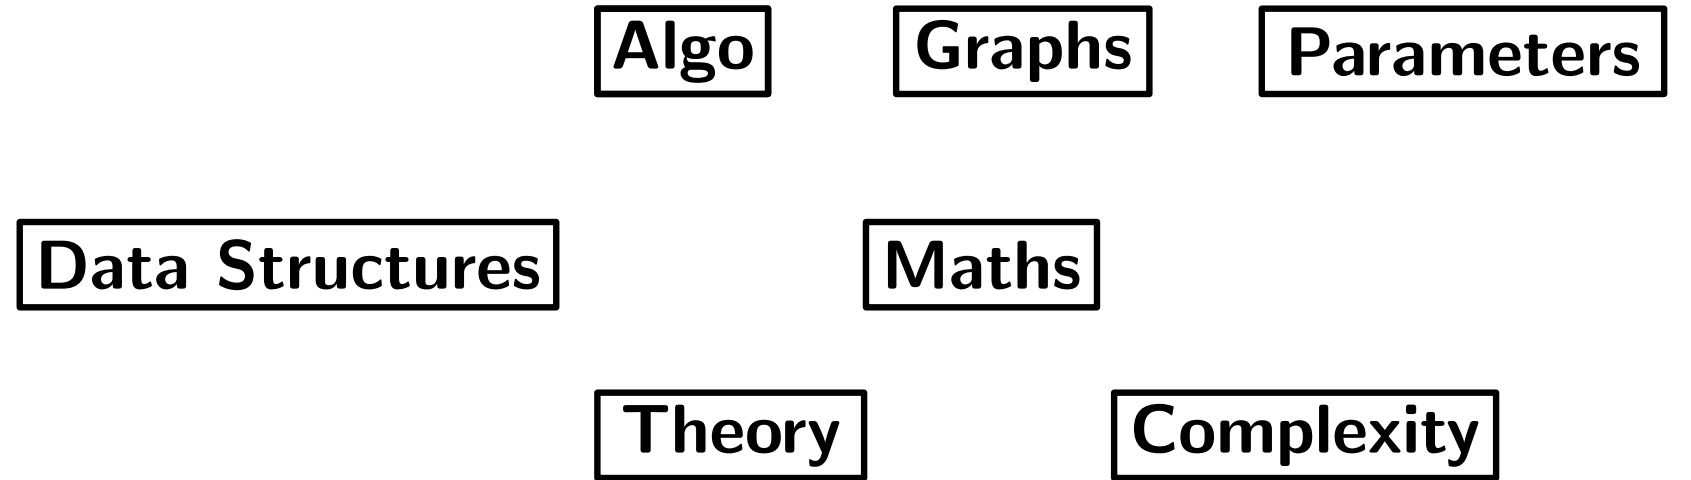 Algo
Graphs
Parameters
Data Structures
Maths
Theory
Complexity